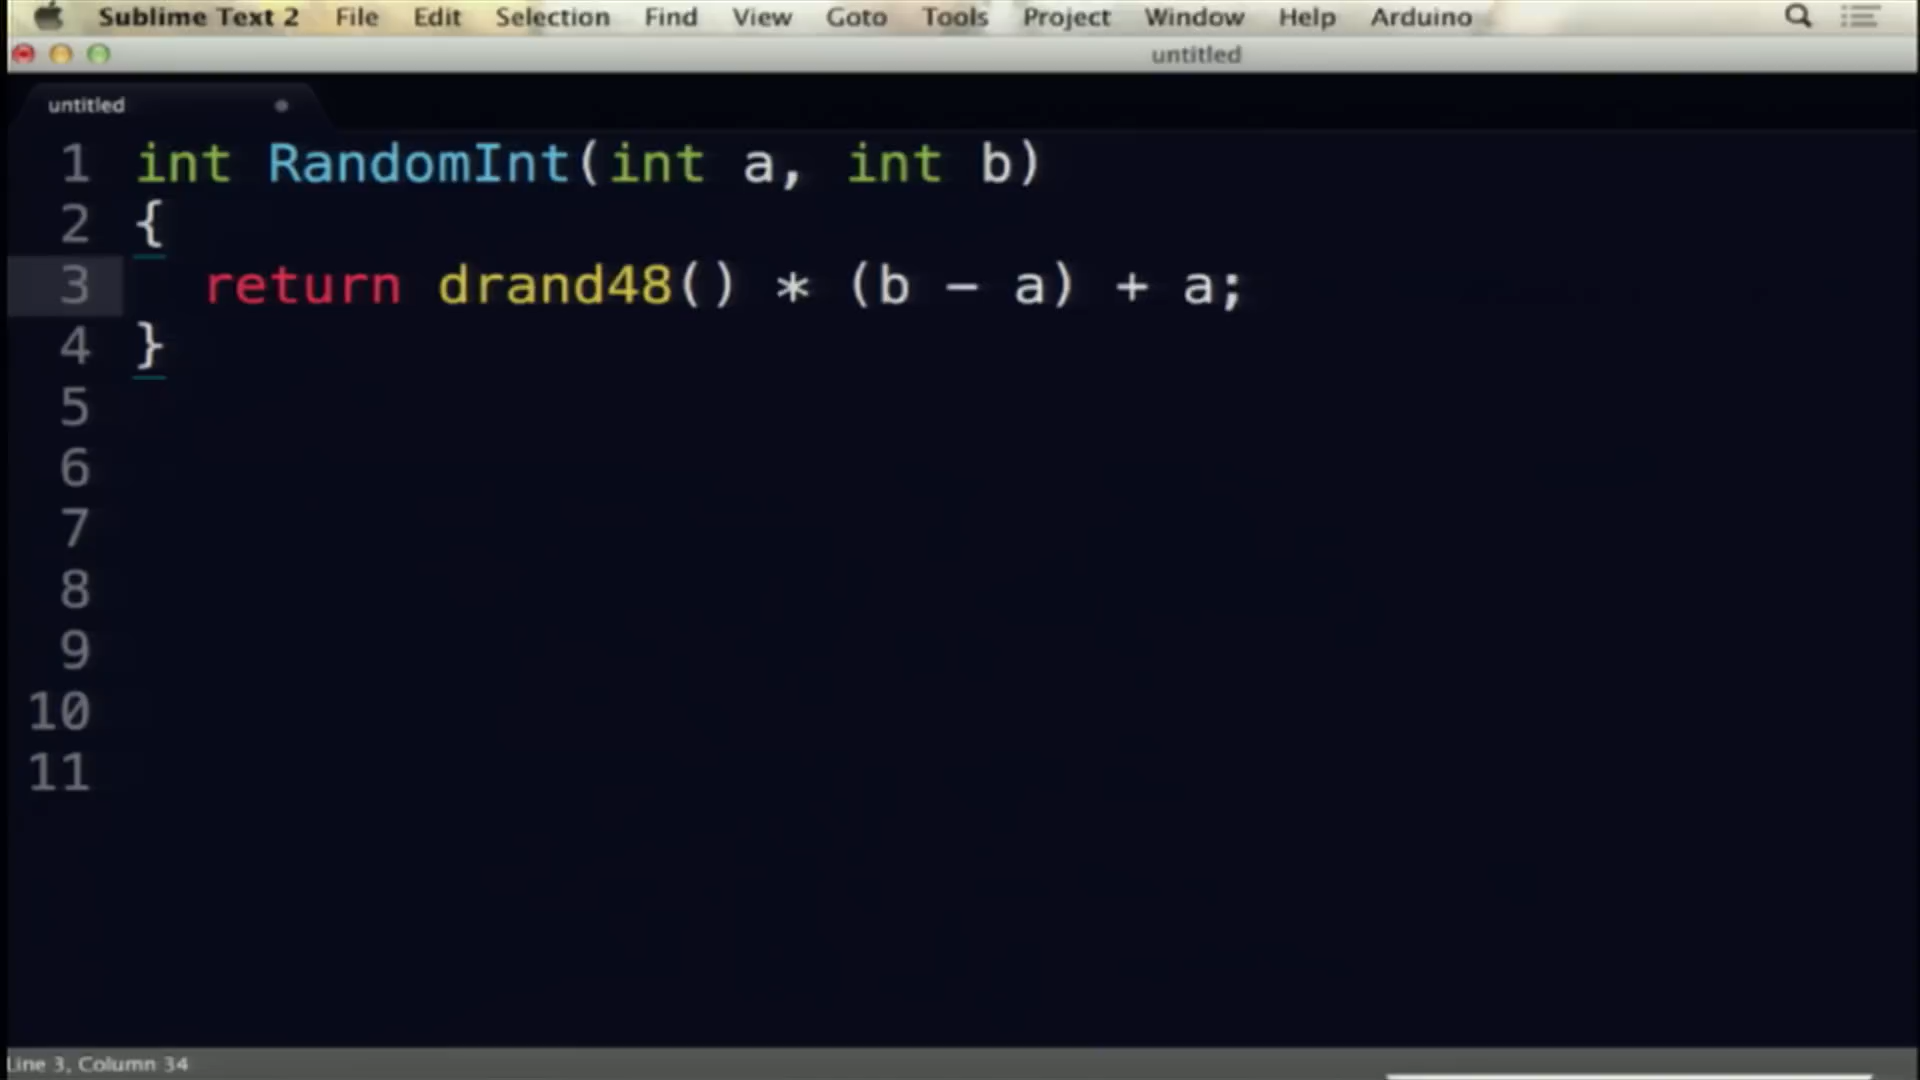 Sublime Text 2 File Edit Selection Find View Goto Tools Project Window Help Arduino
untitled
untitled
1 int RandomInt(int a, int b)
2 {
3 return drand48() * (b - a) + a;
4 }
5
6
7
8
9
10
11
Line 3, Column 34